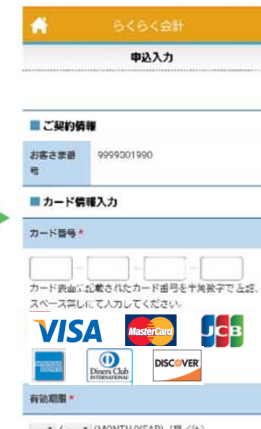 らくらく会計
申込入力
ご契約情報
お客さま番号
9999001990
カード情報入力
カード番号*
カード表面に記載されたカード番号を半角数字で左詰、
スペース無しにて入力してください。
VISA MasterCard JCB
AMERICAN EXPRESS Diners Club INTERNATIONAL DISCOVER
有効期限*
(MONTH/YEAR)